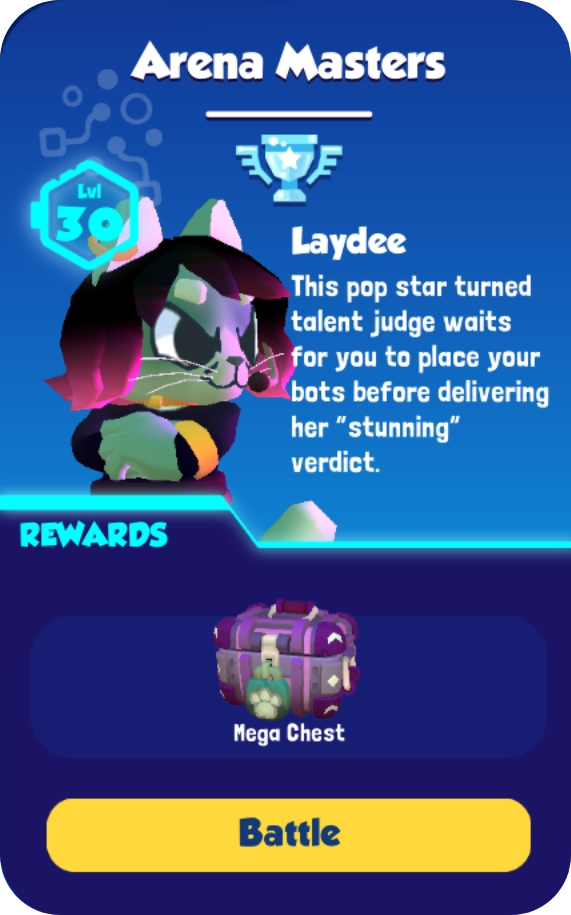 Arena Masters
Lvl
30
Laydee
This pop star turned
talent judge waits
for you to place your
bots before delivering
her "stunning"
verdict.
REWARDS
Mega Chest
Battle